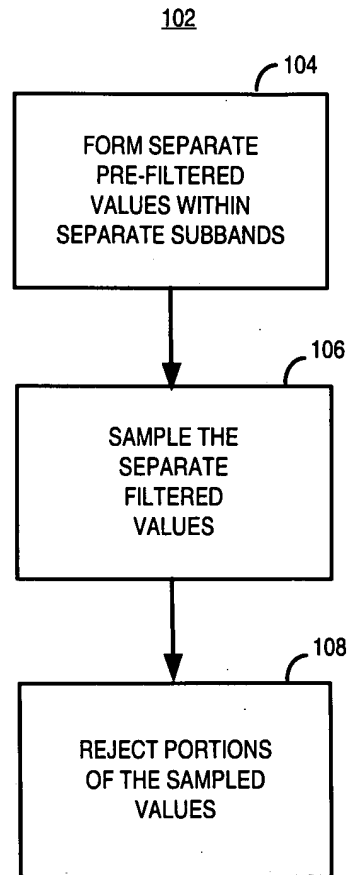 102
104
FORM SEPARATE
PRE-FILTERED
VALUES WITHIN
SEPARATE SUBBANDS
106
SAMPLE THE
SEPARATE
FILTERED
VALUES
108
REJECT PORTIONS
OF THE SAMPLED
VALUES